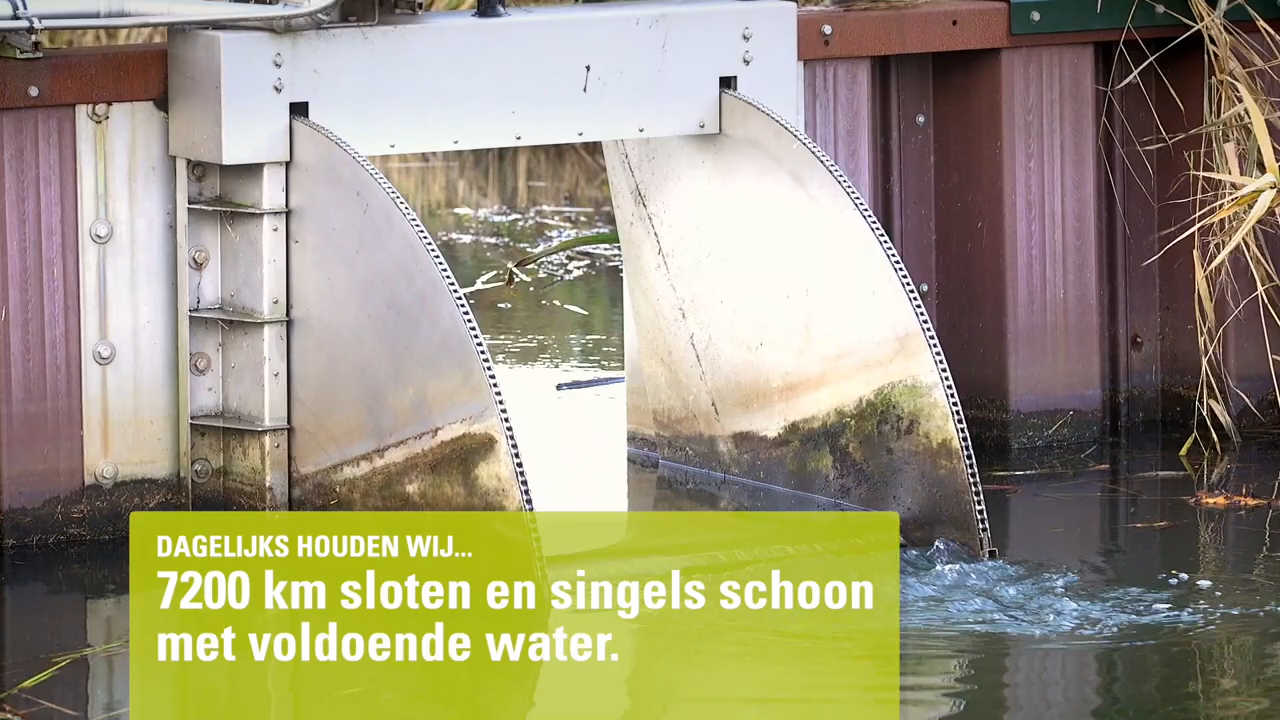 DAGELIJKS HOUDEN WIJ...
7200 km sloten en singels schoon
met voldoende water.